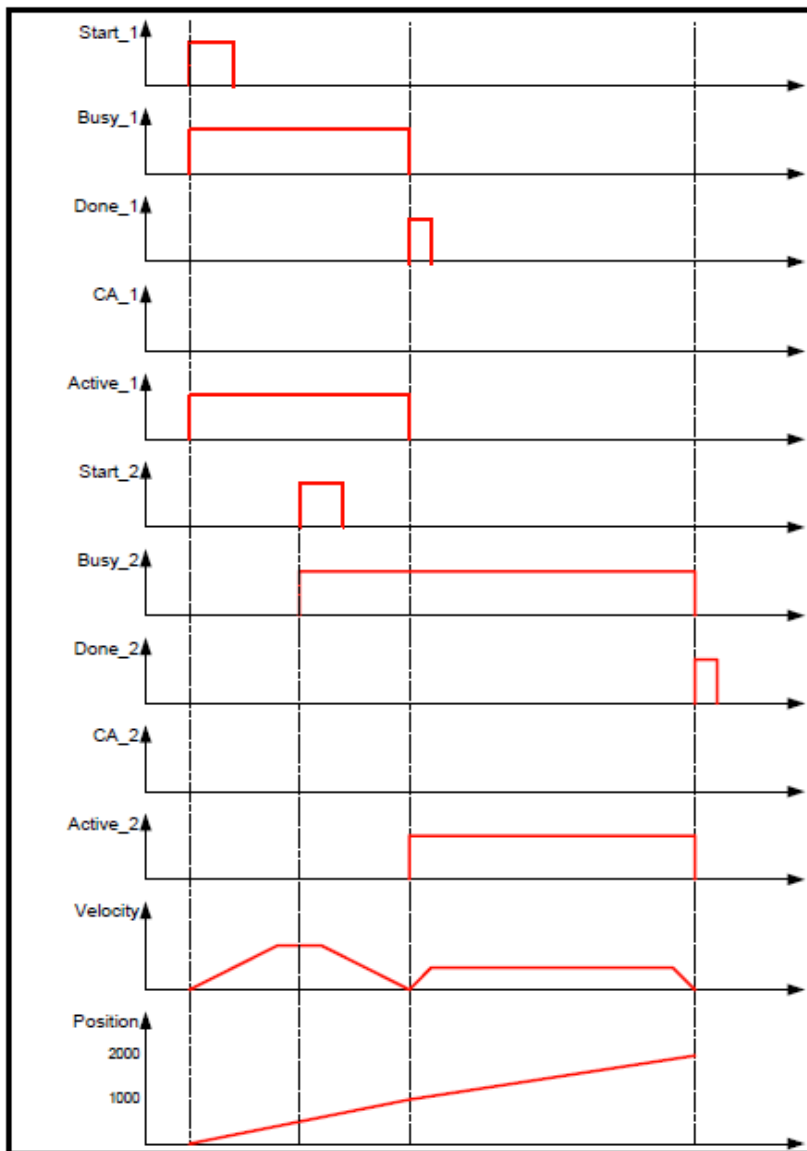 Start_1
Busy_1
Done_1
CA_1
Active_1
Start_2
Busy_2
Done_2
CA_2
Active_2
Velocity
Position
2000
1000